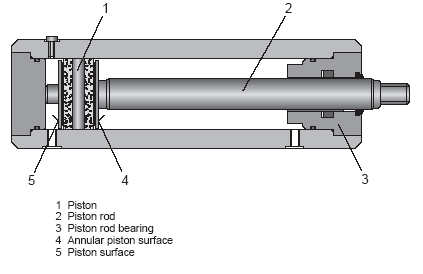 1
2
5
4
3
1 Piston
2 Piston rod
3 Piston rod bearing
4 Annular piston surface
5 Piston surface